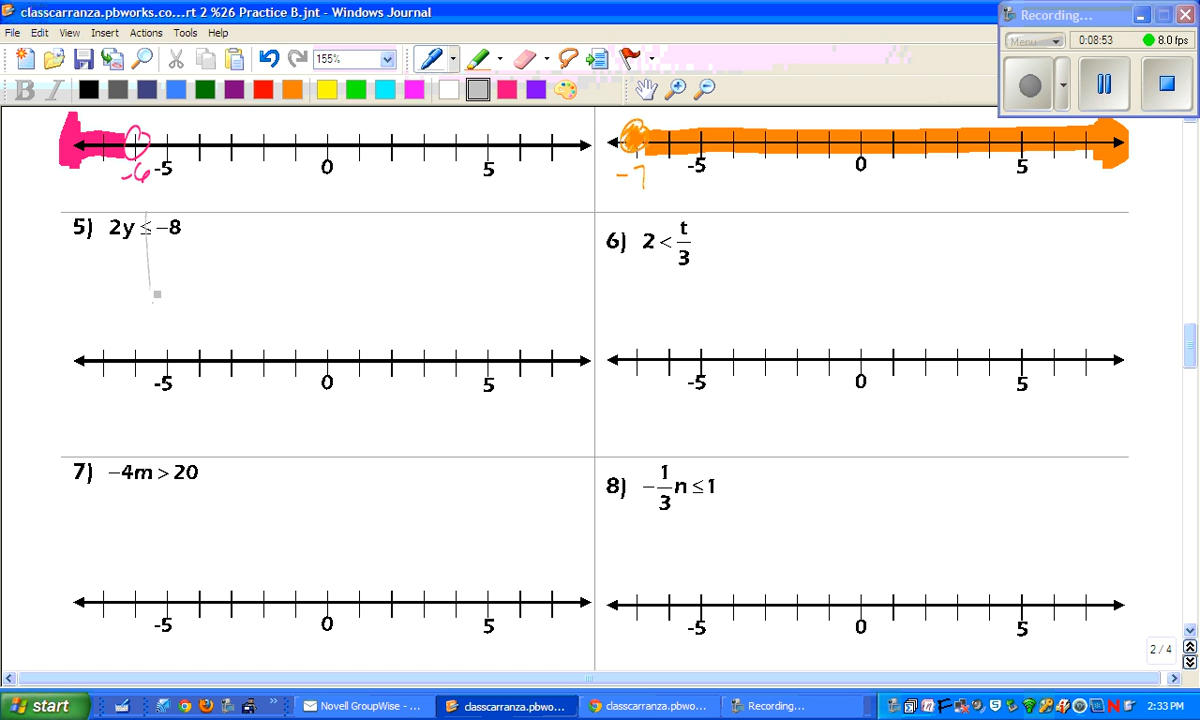 classcarranza.pbworks.co...rt 2 %26 Practice B.jnt - Windows Journal
File Edit View Insert Actions Tools Help
155%
B I
Recording...
Menu 0:08:53 8.0 fps
-6 -5 0 5
-7 -5 0 5
5) 2y ≤ -8
6) 2 < t/3
-5 0 5
-5 0 5
7) -4m > 20
8) -1/3 n ≤ 1
-5 0 5
-5 0 5
2 / 4
start
Novell GroupWise - ...
classcarranza.pbwo...
classcarranza.pbwo...
Recording...
2:33 PM